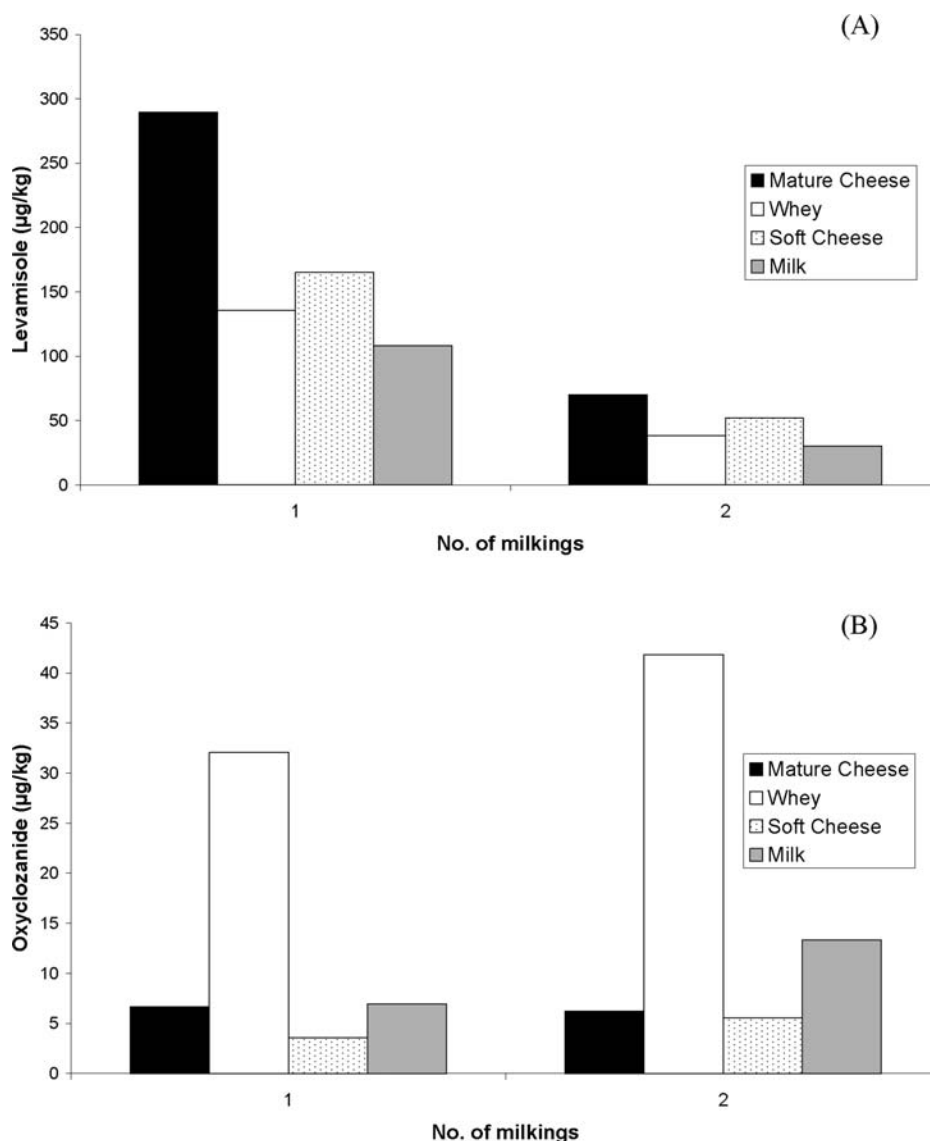 (A)
350
300
250
200
150
100
50
0
Levamisole (µg/kg)
Mature Cheese
Whey
Soft Cheese
Milk
1 2
No. of milkings
(B)
45
40
35
30
25
20
15
10
5
0
Oxyclozanide (µg/kg)
Mature Cheese
Whey
Soft Cheese
Milk
1 2
No. of milkings